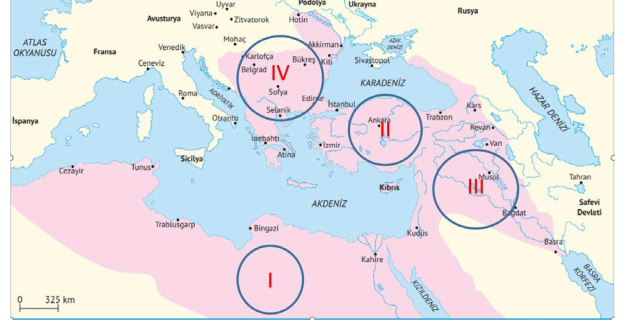 Uyvar
Podolya
Ukrayna
Avusturya
Viyana
Zitvatorok
Hotin
Rusya
Vasvar
ATLAS
OKYANUSU
Fransa
Mohaç
Akkirman
AZAK
DENİZİ
Venedik
Karlofça
Bükreş
Kili
Sivastopol
Ceneviz
Belgrad
IV
ADRİYATİK
Sofya
KARADENİZ
HAZAR DENİZİ
Roma
Edirne
İstanbul
Selanik
Trabzon
Kars
İspanya
Otranto
Ankara
II
Revan
İnebahtı
İzmir
Van
Atina
Sicilya
Cezayir
Tunus
Kıbrıs
III
Musul
Tahran
AKDENİZ
Safevi
Devleti
Bağdat
Trablusgarp
Bingazi
Kudüs
Basra
Kahire
I
KIZILDENİZ
BASRA
KÖRFEZİ
0 325 km